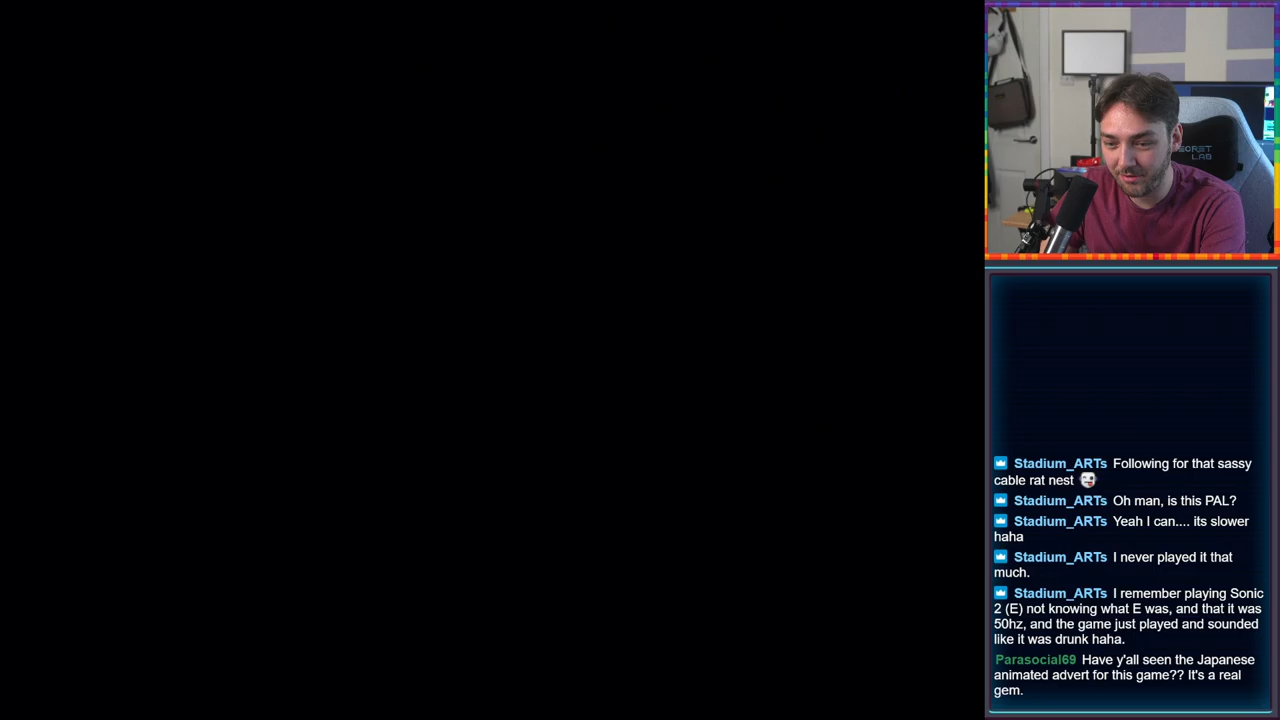 SECRET
LAB
Stadium_ARTs Following for that sassy
cable rat nest
Stadium_ARTs Oh man, is this PAL?
Stadium_ARTs Yeah I can.... its slower
haha
Stadium_ARTs I never played it that
much.
Stadium_ARTs I remember playing Sonic
2 (E) not knowing what E was, and that it was
50hz, and the game just played and sounded
like it was drunk haha.
Parasocial69 Have y'all seen the Japanese
animated advert for this game?? It's a real
gem.